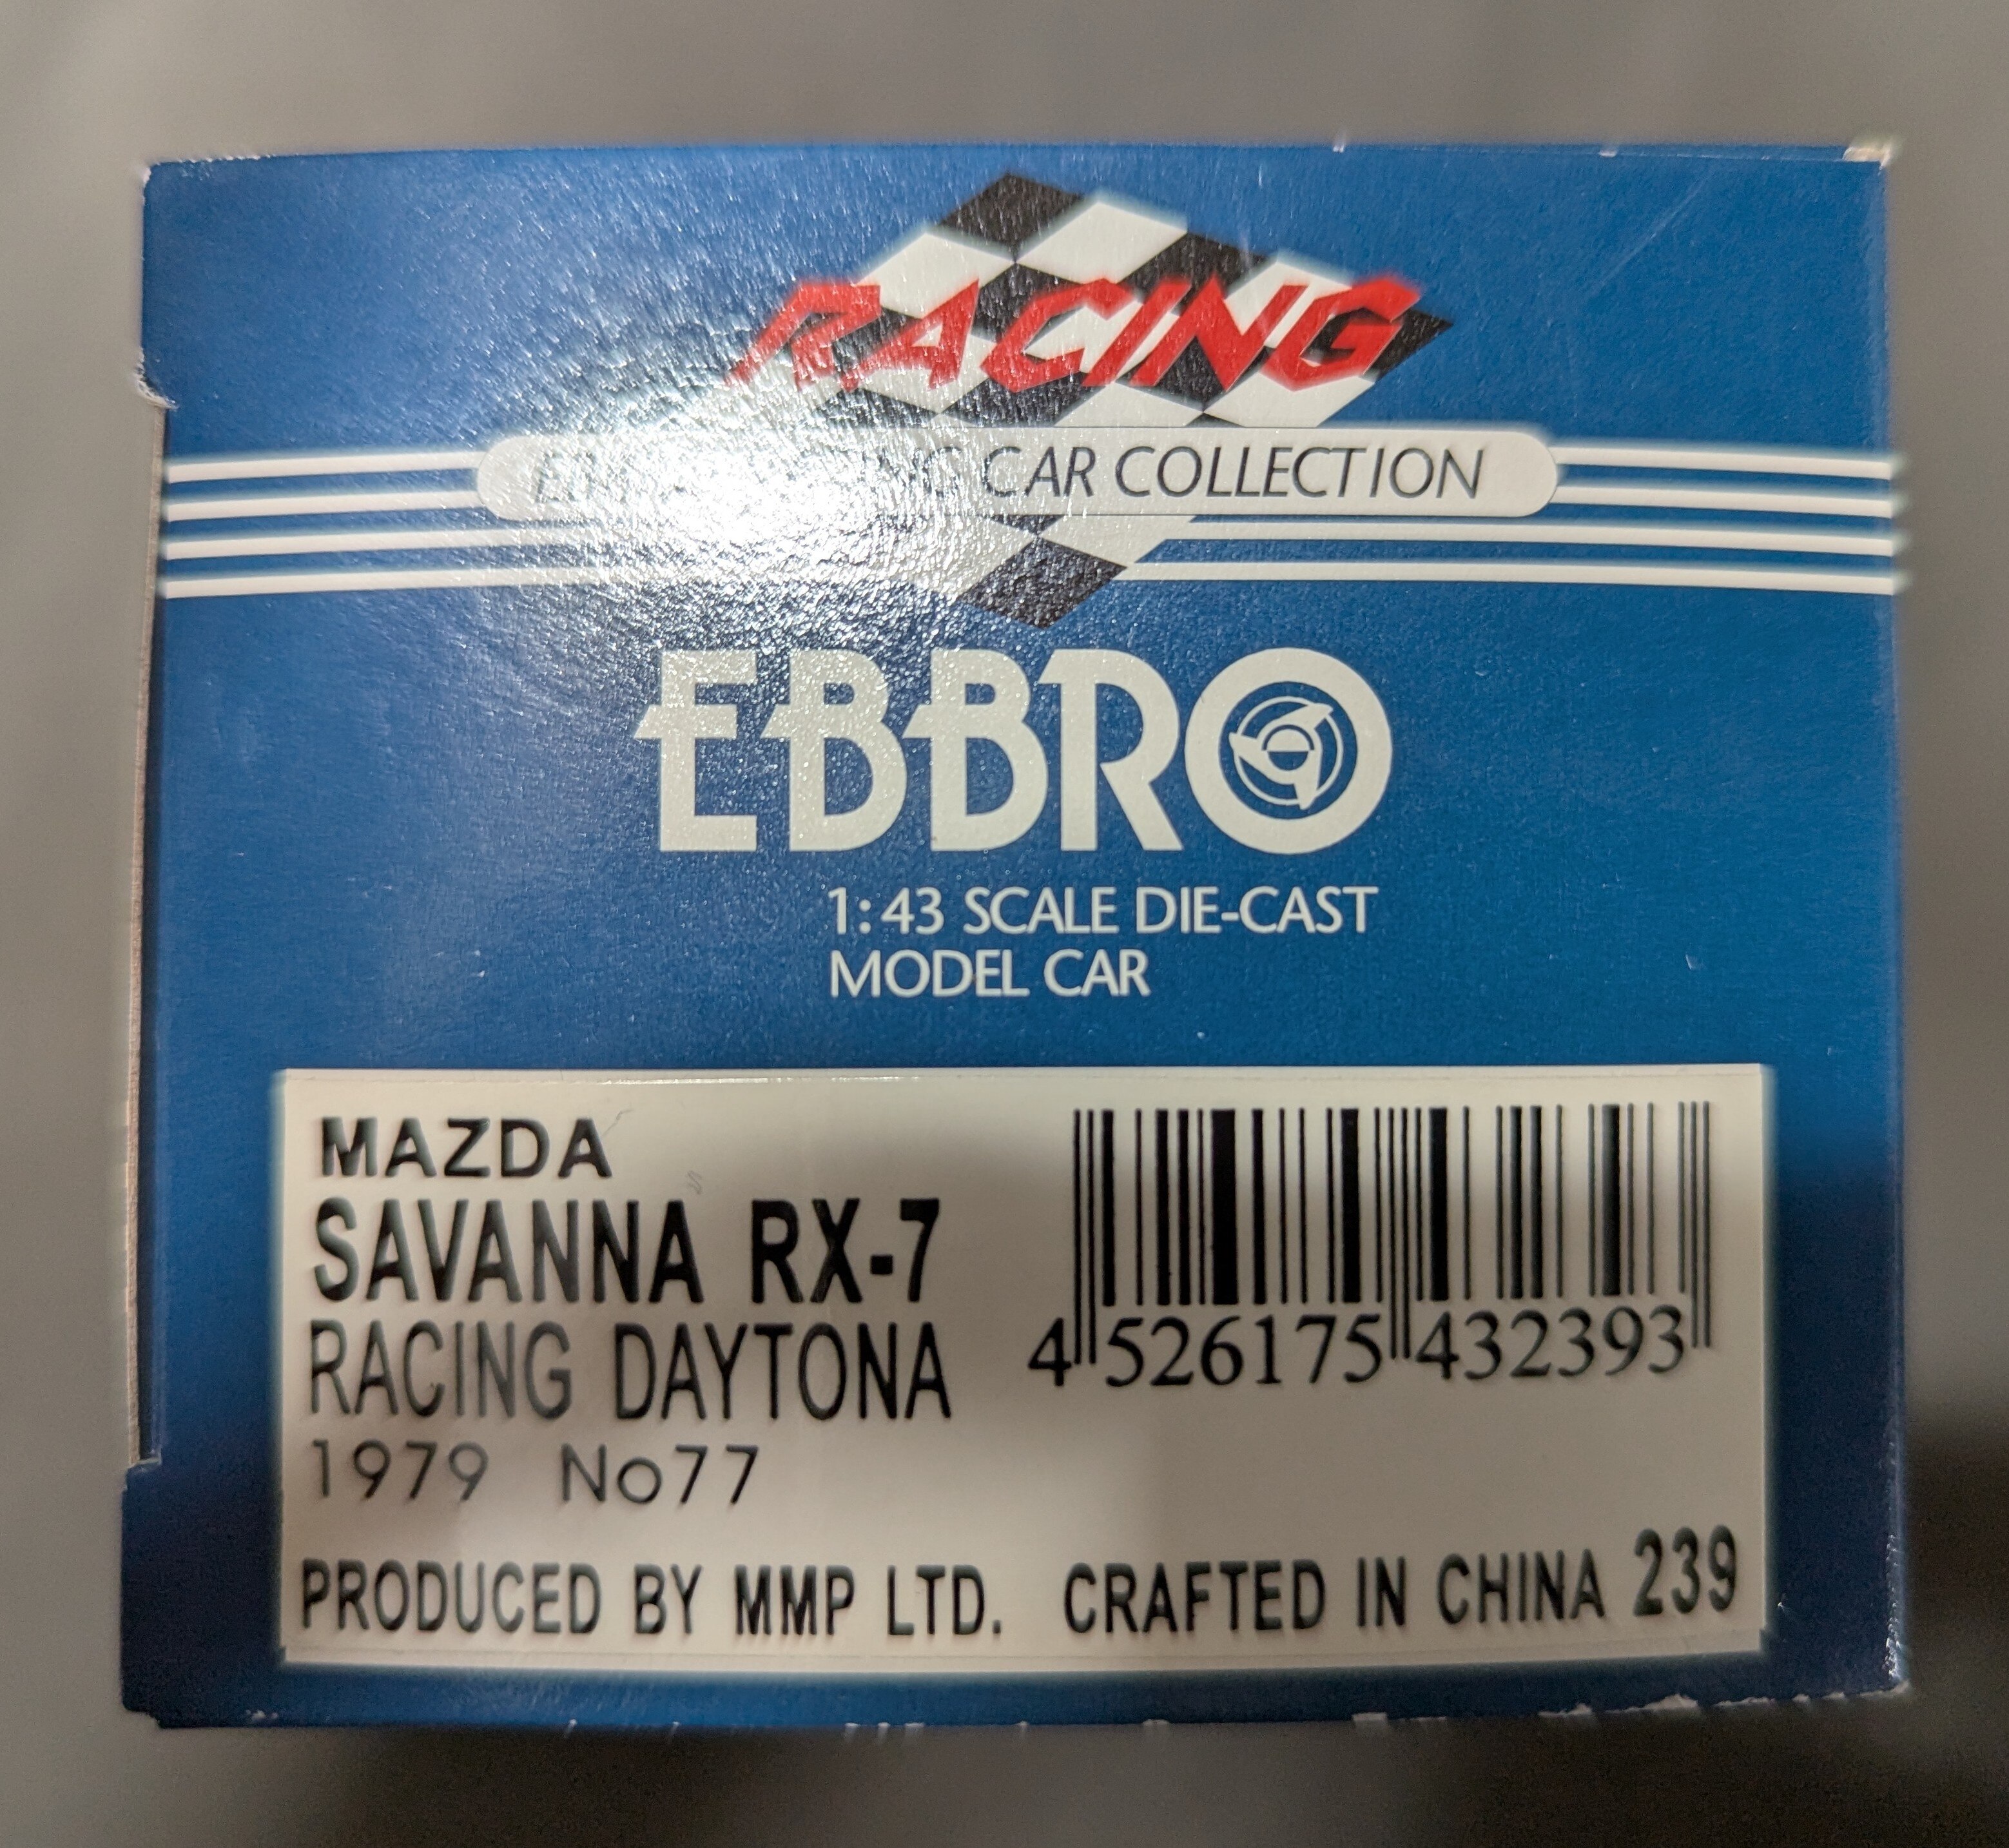 RACING
CAR COLLECTION
EBBRO
1:43 SCALE DIE-CAST
MODEL CAR
MAZDA
SAVANNA RX-7
RACING DAYTONA
1979 No77
4 526175 432393
PRODUCED BY MMP LTD. CRAFTED IN CHINA 239